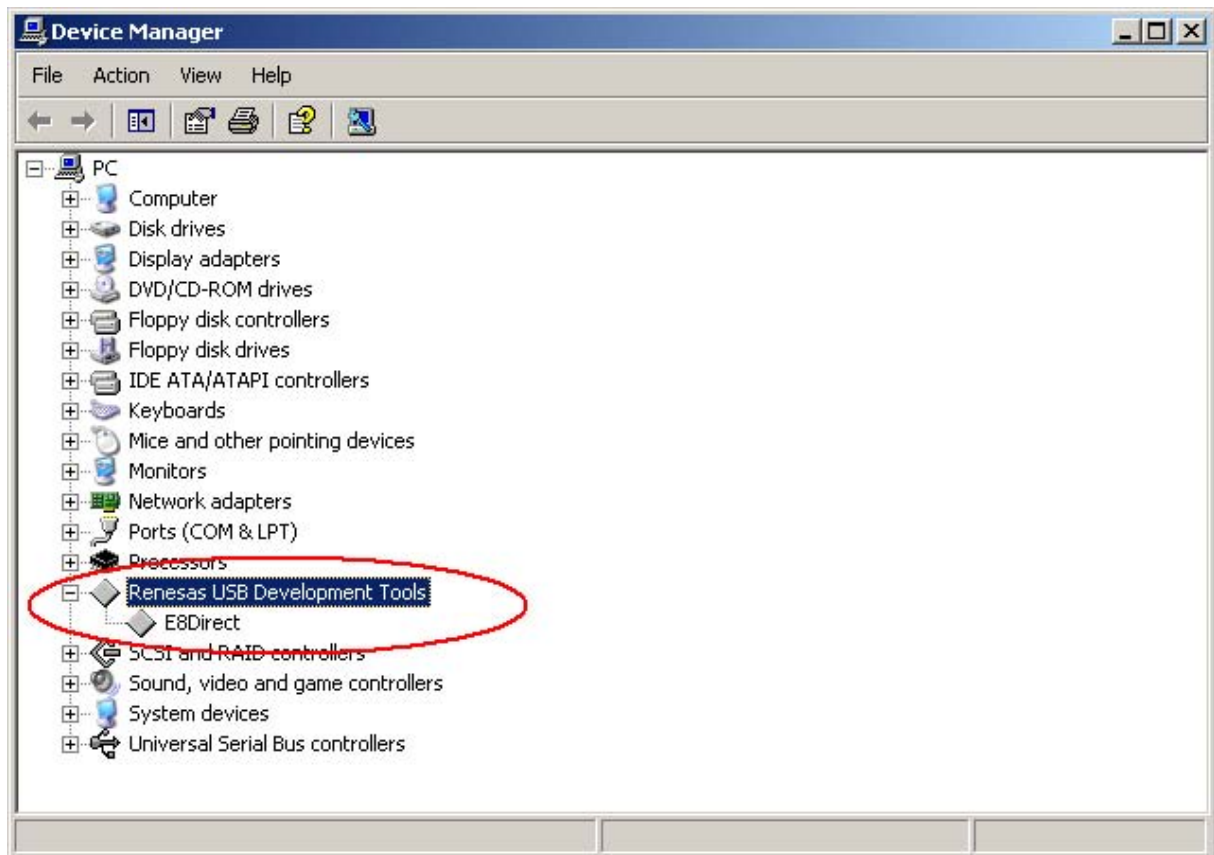 Device Manager
File Action View Help
PC
Computer
Disk drives
Display adapters
DVD/CD-ROM drives
Floppy disk controllers
Floppy disk drives
IDE ATA/ATAPI controllers
Keyboards
Mice and other pointing devices
Monitors
Network adapters
Ports (COM & LPT)
Processors
Renesas USB Development Tools
E8Direct
SCSI and RAID controllers
Sound, video and game controllers
System devices
Universal Serial Bus controllers